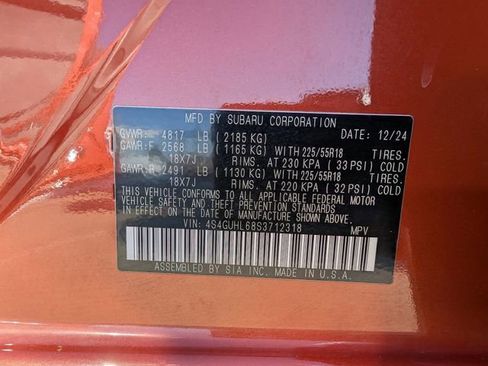 MFD BY SUBARU CORPORATION
GVWR: 4817 LB (2185 KG) DATE: 12/24
GAWR:F 2568 LB (1165 KG) WITH 225/55R18 TIRES.
18X7J RIMS. AT 230 KPA (33 PSI) COLD
GAWR:R 2491 LB (1130 KG) WITH 225/55R18 TIRES.
18X7J RIMS. AT 220 KPA (32 PSI) COLD
THIS VEHICLE CONFORMS TO ALL APPLICABLE FEDERAL MOTOR
VEHICLE SAFETY AND THEFT PREVENTION STANDARDS
IN EFFECT ON THE DATE OF MANUFACTURE SHOWN ABOVE.
VIN: 4S4GUHL68S3712318 MPV
ASSEMBLED BY SIA INC. MADE IN U.S.A.